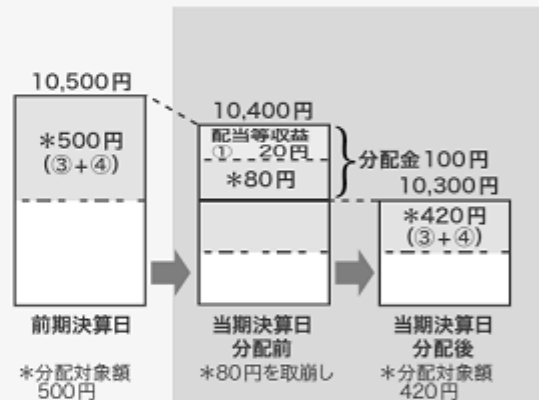 10,500円
*500円
(③+④)
10,400円
配当等収益
① 20円
*80円
分配金100円
10,300円
*420円
(③+④)
前期決算日
当期決算日
分配前
当期決算日
分配後
*分配対象額
500円
*80円を取崩し
*分配対象額
420円